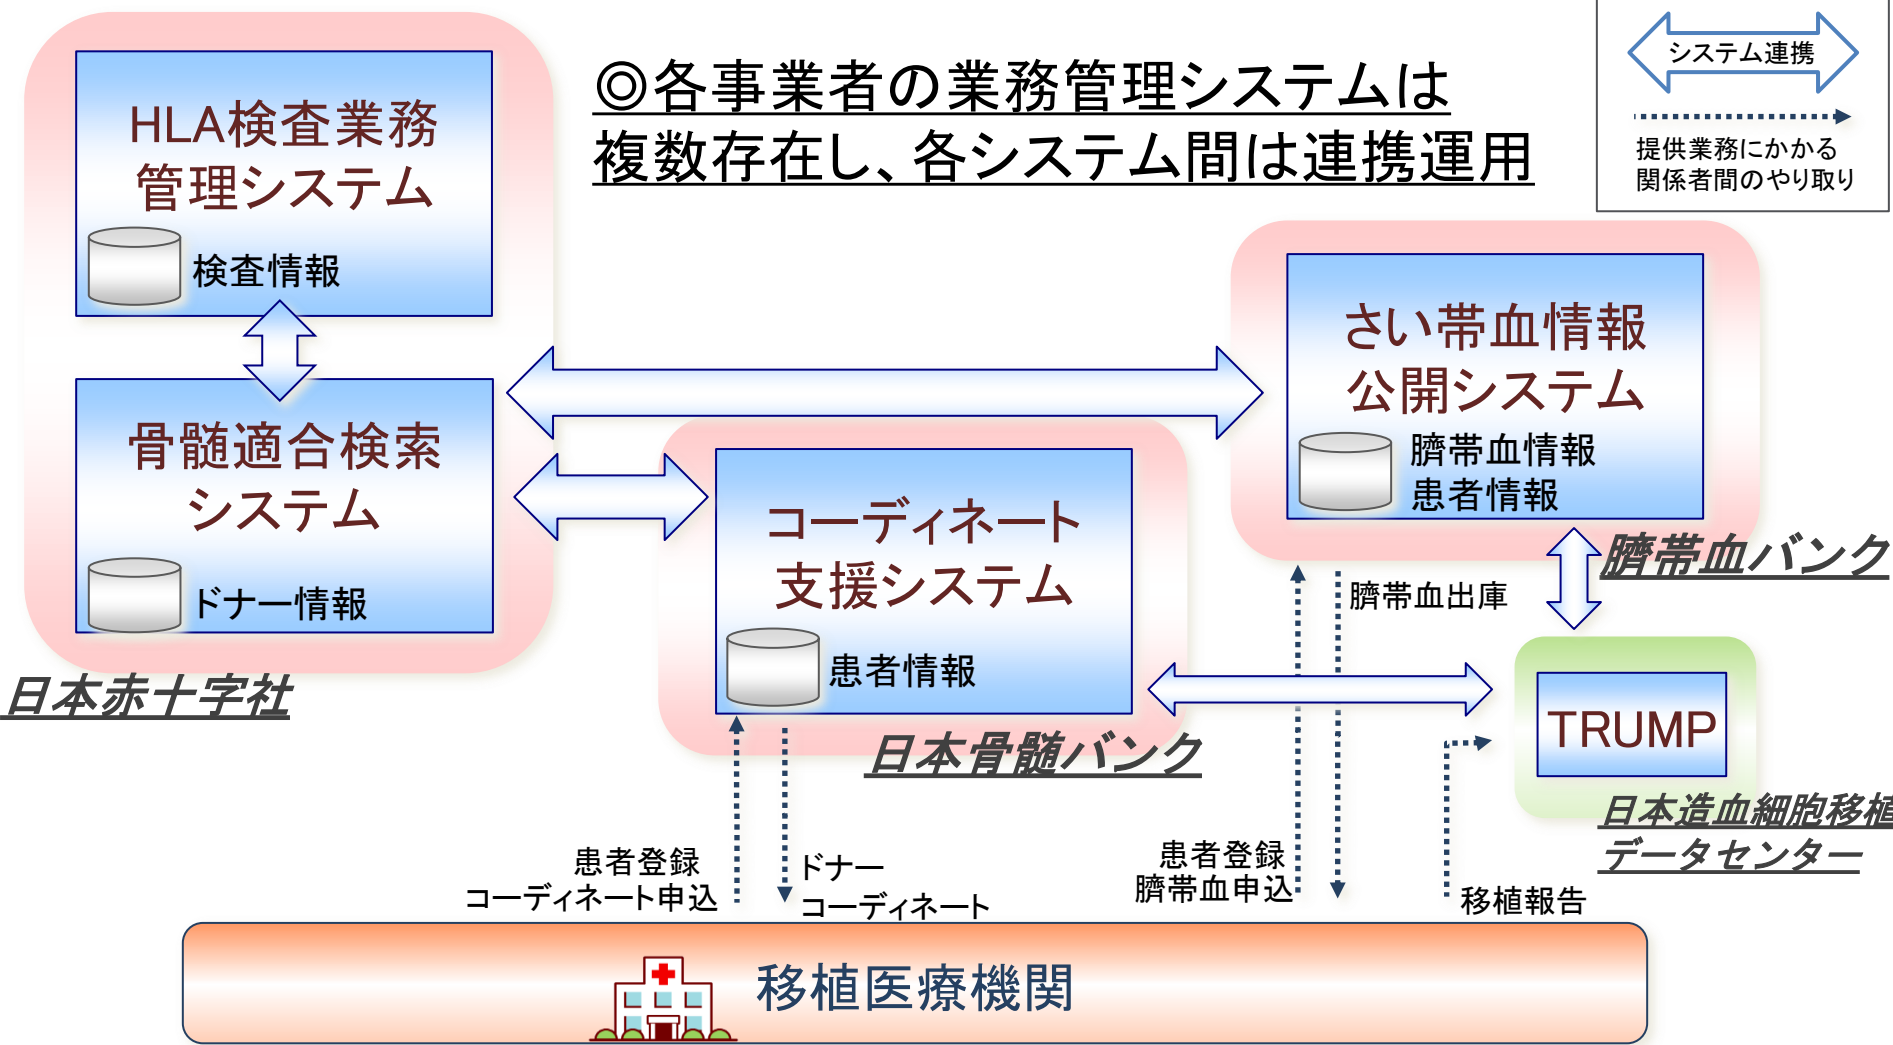 ◎各事業者の業務管理システムは
複数存在し、各システム間は連携運用
システム連携
提供業務にかかる
関係者間のやり取り
HLA検査業務
管理システム
検査情報
骨髄適合検索
システム
ドナー情報
日本赤十字社
コーディネート
支援システム
患者情報
日本骨髄バンク
さい帯血情報
公開システム
臍帯血情報
患者情報
臍帯血バンク
臍帯血出庫
TRUMP
日本造血細胞移植
データセンター
患者登録
コーディネート申込
ドナー
コーディネート
患者登録
臍帯血申込
移植報告
移植医療機関